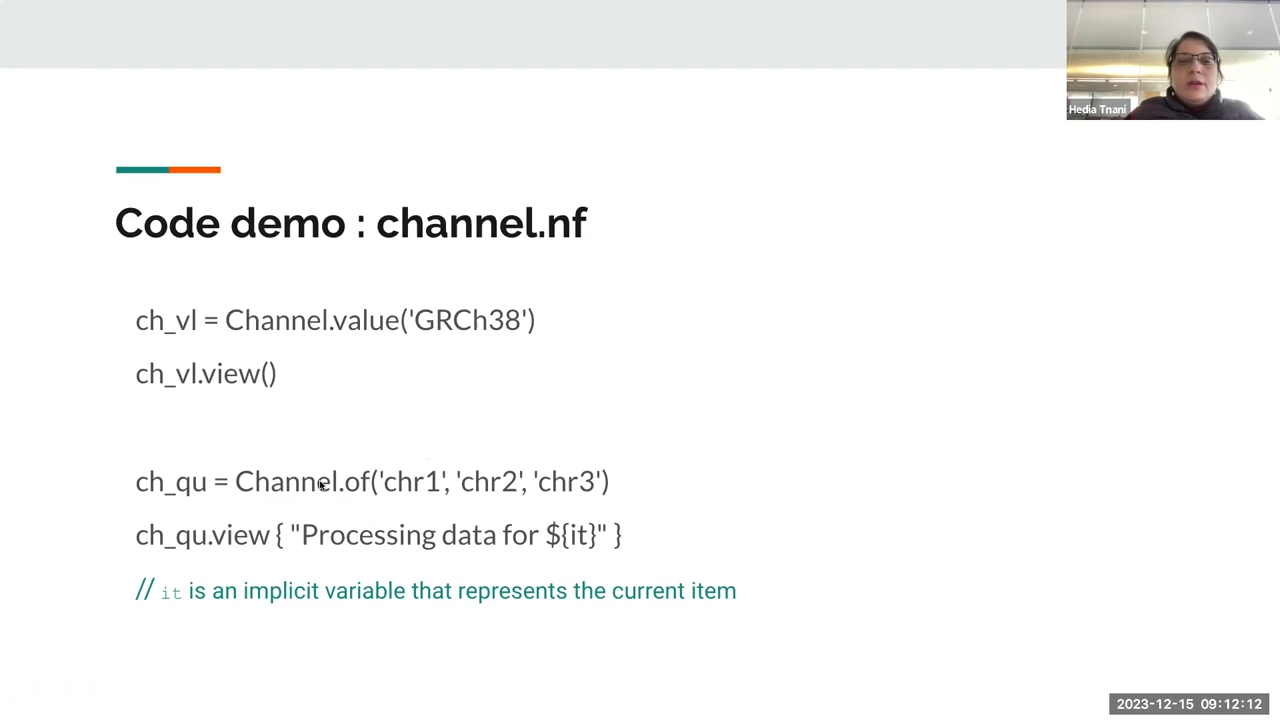 Hedia Tnani
Code demo : channel.nf
ch_vl = Channel.value('GRCh38')
ch_vl.view()
ch_qu = Channel.of('chr1', 'chr2', 'chr3')
ch_qu.view { "Processing data for ${it}" }
// it is an implicit variable that represents the current item
2023-12-15 09:12:12